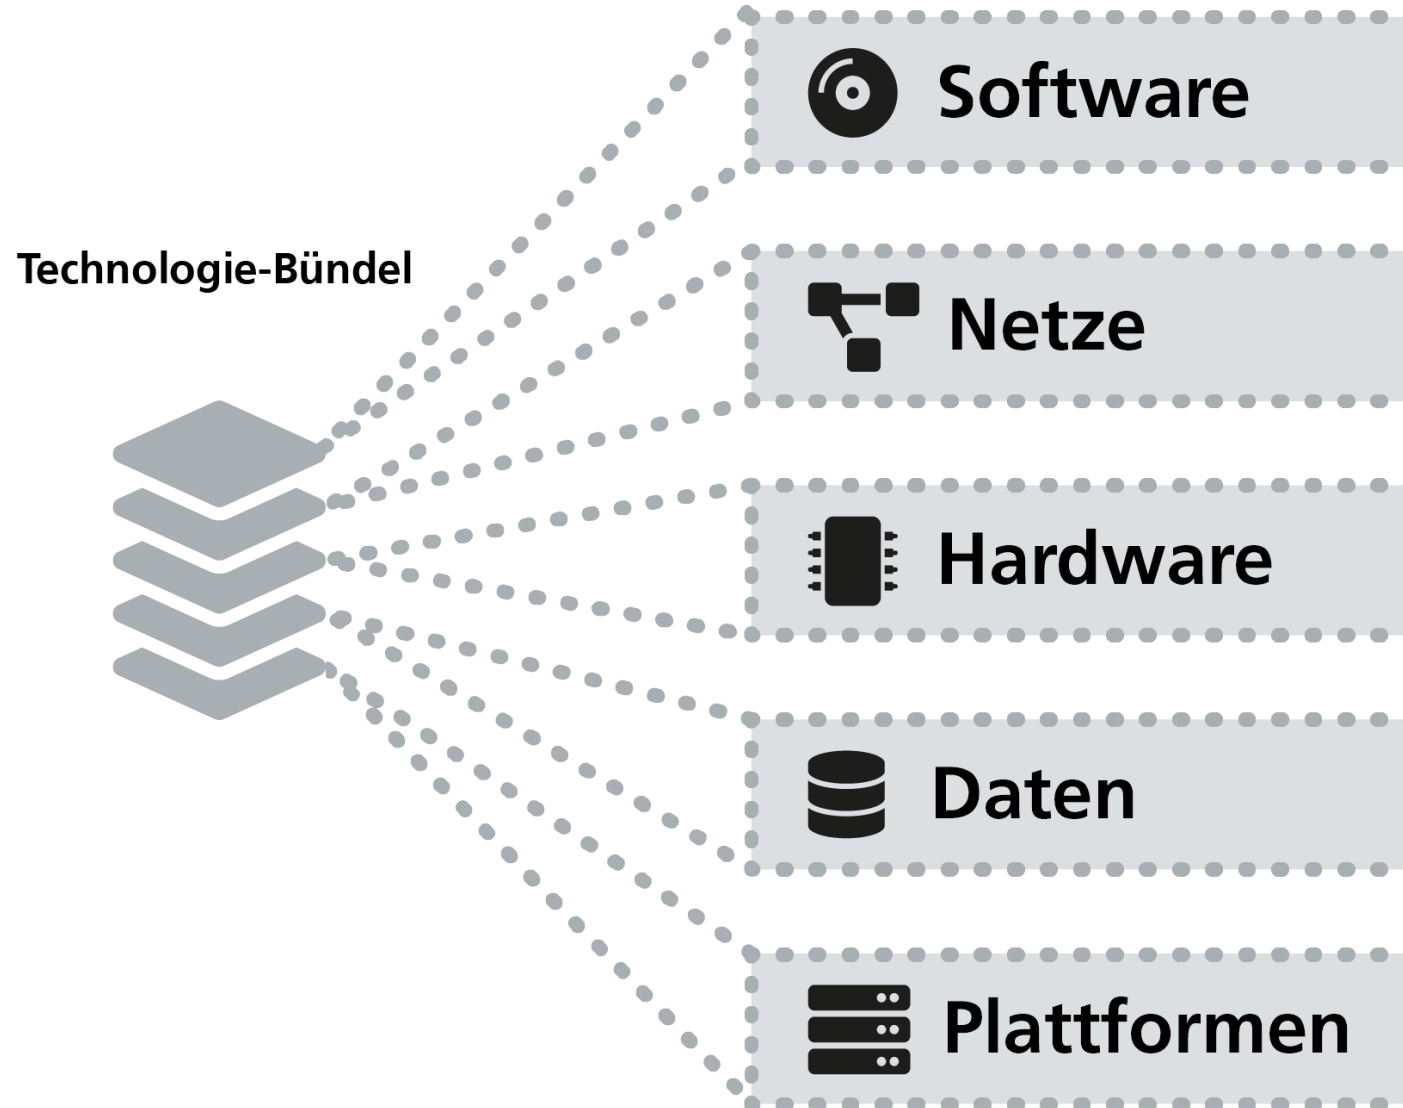 Technologie-Bündel
Software
Netze
Hardware
Daten
Plattformen